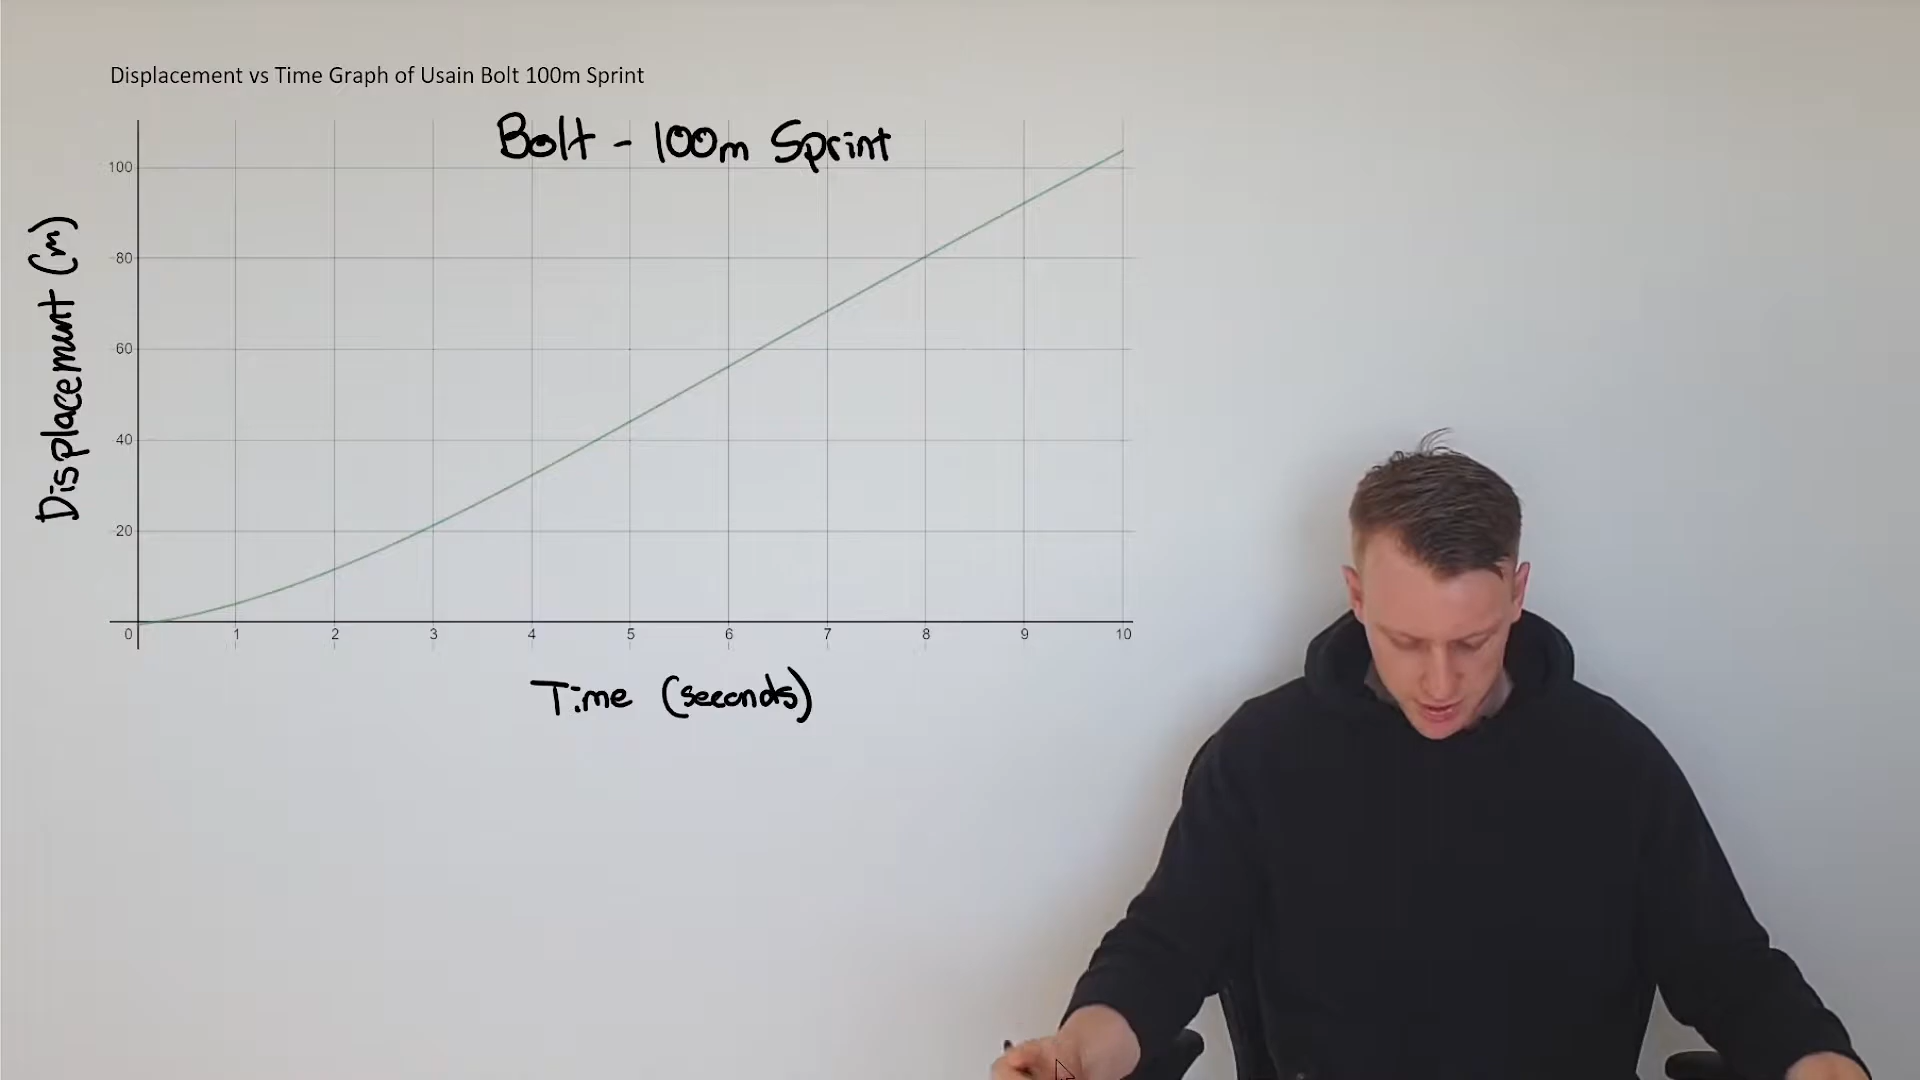 Displacement vs Time Graph of Usain Bolt 100m Sprint
Bolt - 100m Sprint
Displacement (m)
100
80
60
40
20
0 1 2 3 4 5 6 7 8 9 10
Time (seconds)